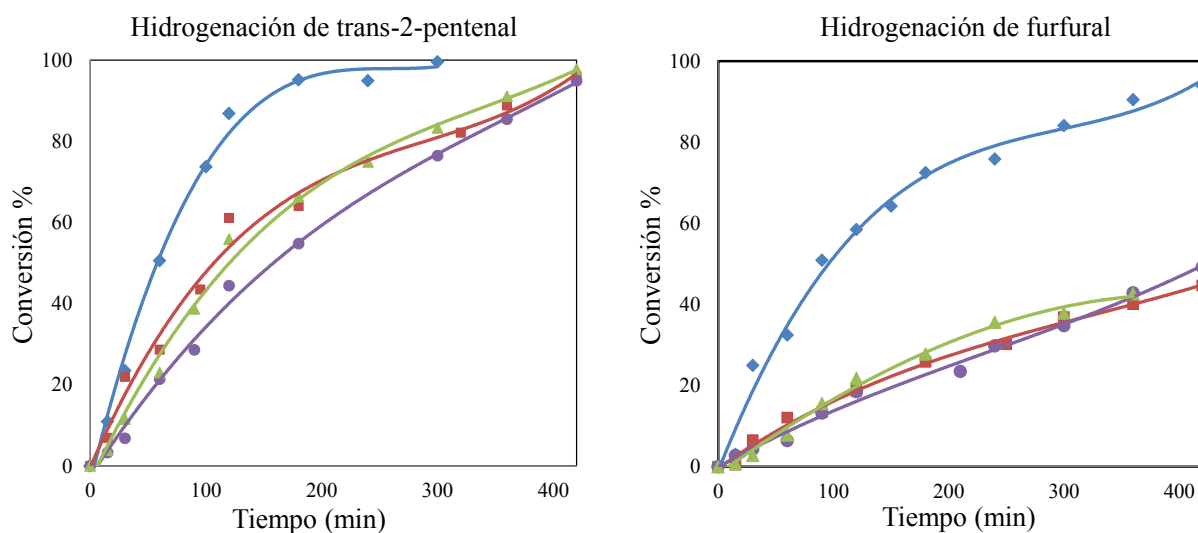 Hidrogenación de trans-2-pentenal
100
80
60
40
20
0
Conversión %
0 100 200 300 400
Tiempo (min)
Hidrogenación de furfural
100
80
60
40
20
0
Conversión %
0 100 200 300 400
Tiempo (min)